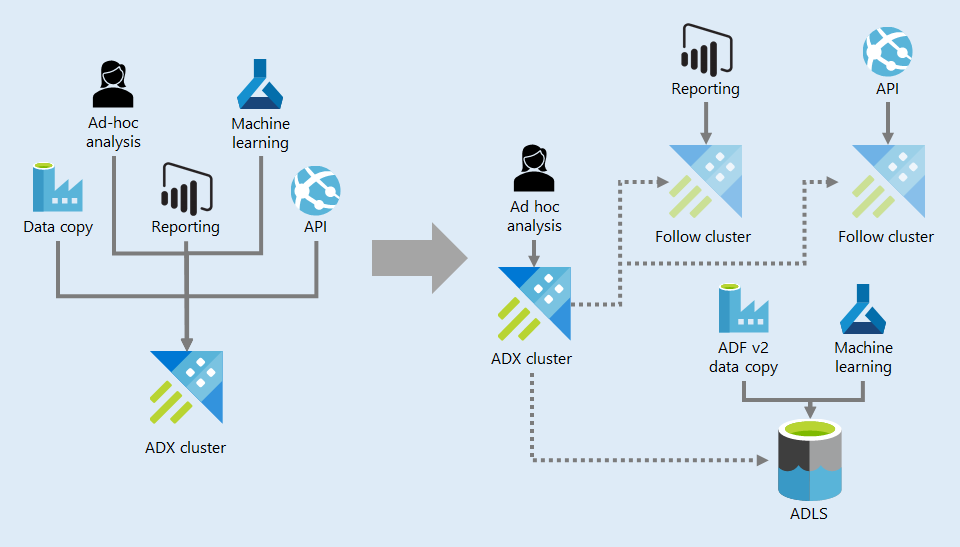 Ad-hoc
analysis
Machine
learning
Data copy
Reporting
API
ADX cluster
Reporting
API
Ad hoc
analysis
Follow cluster
Follow cluster
ADX cluster
ADF v2
data copy
Machine
learning
ADLS